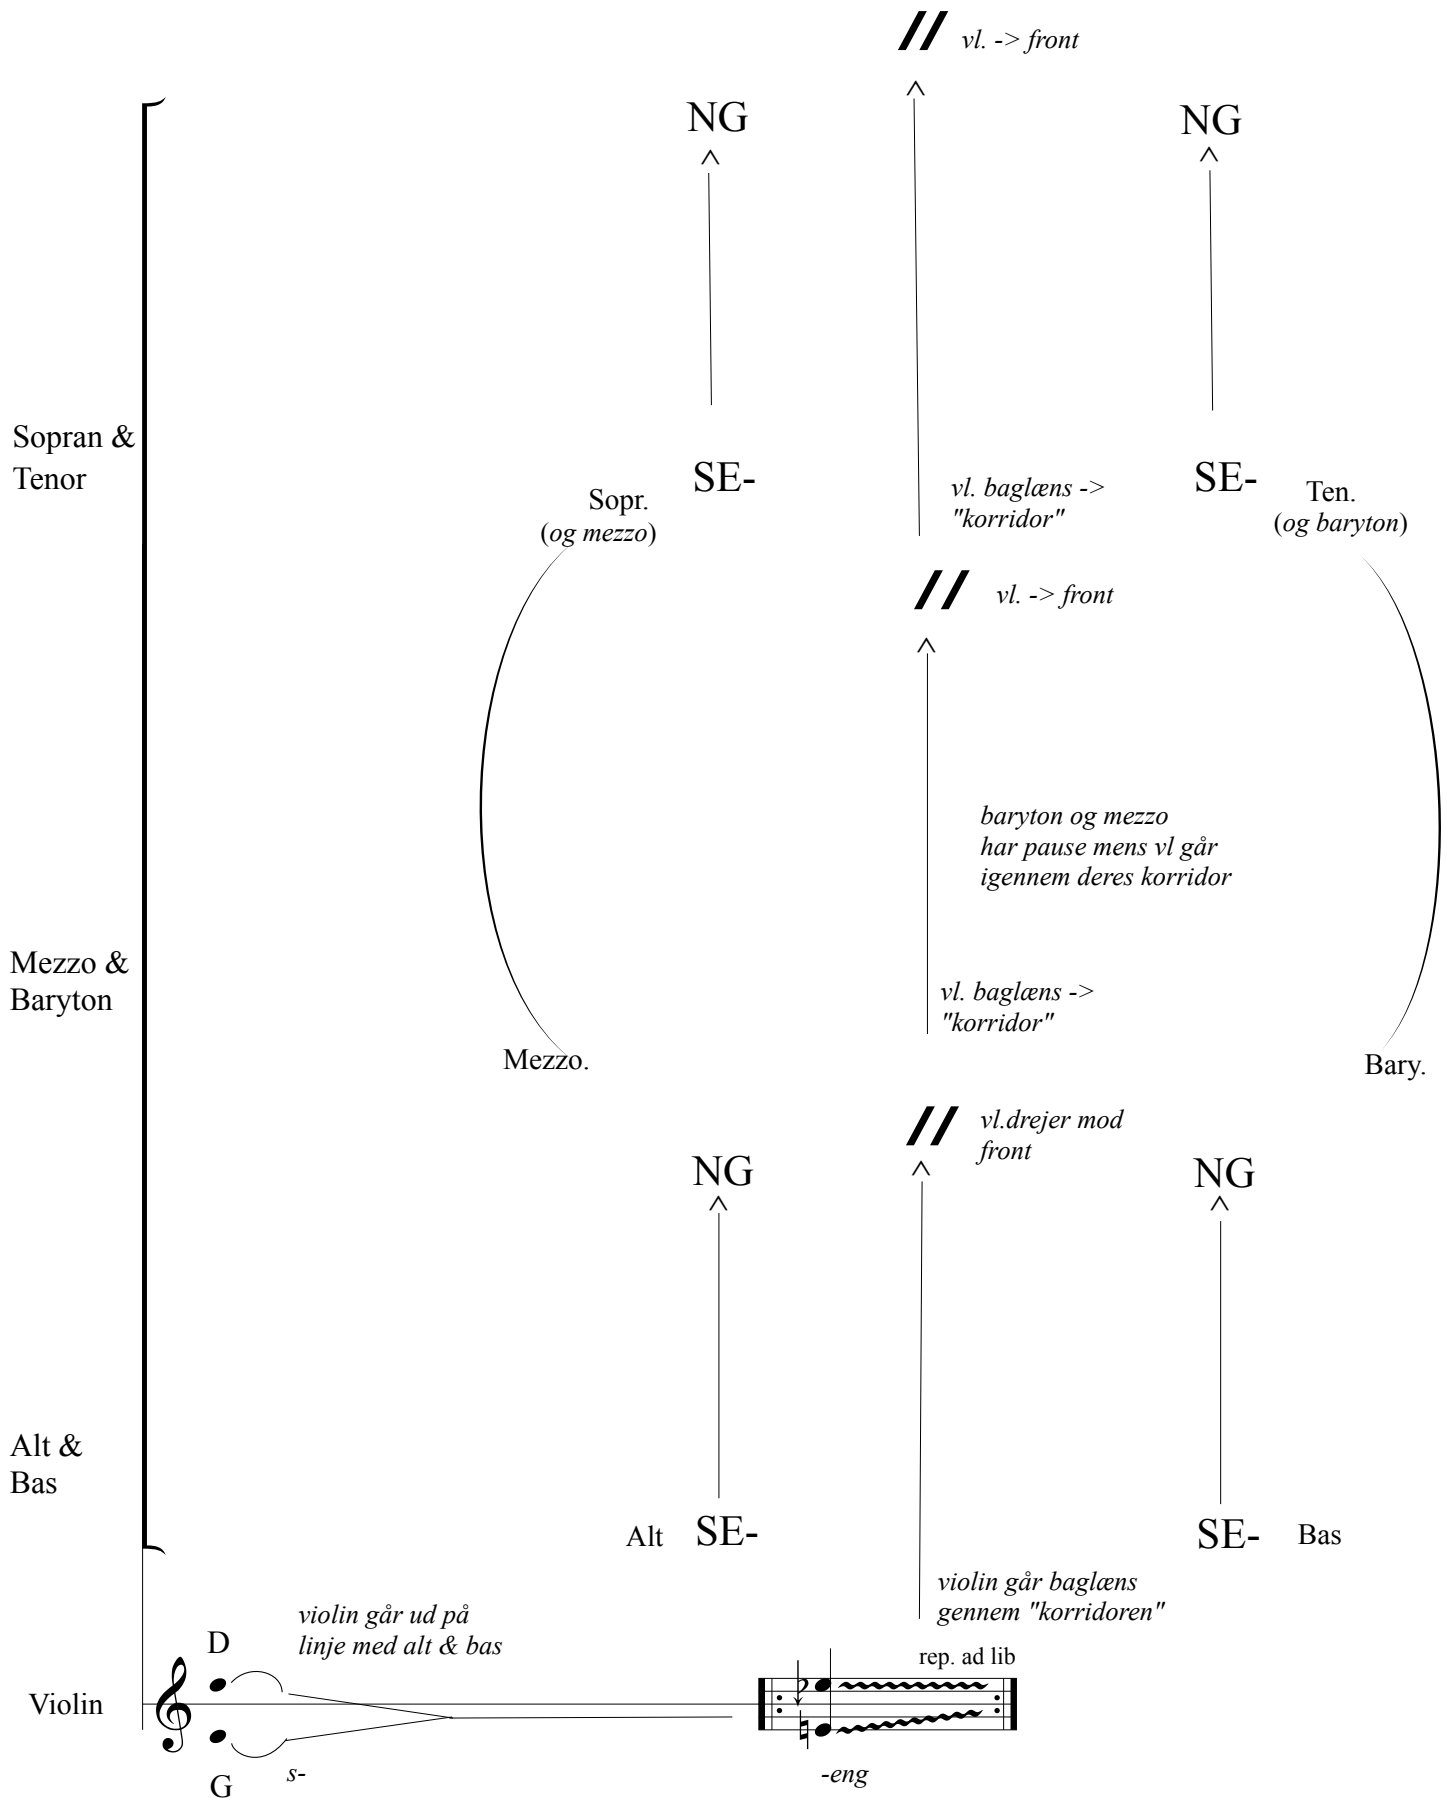 vl. -> front
NG
NG
Sopran &
Tenor
Sopr.
(og mezzo)
SE-
vl. baglæns ->
"korridor"
SE-
Ten.
(og baryton)
vl. -> front
baryton og mezzo
har pause mens vl går
igennem deres korridor
Mezzo &
Baryton
vl. baglæns ->
"korridor"
Mezzo.
Bary.
vl.drejer mod
front
NG
NG
Alt &
Bas
Alt
SE-
SE-
Bas
violin går baglæns
gennem "korridoren"
violin går ud på
linje med alt & bas
D
rep. ad lib
Violin
G
s-
-eng